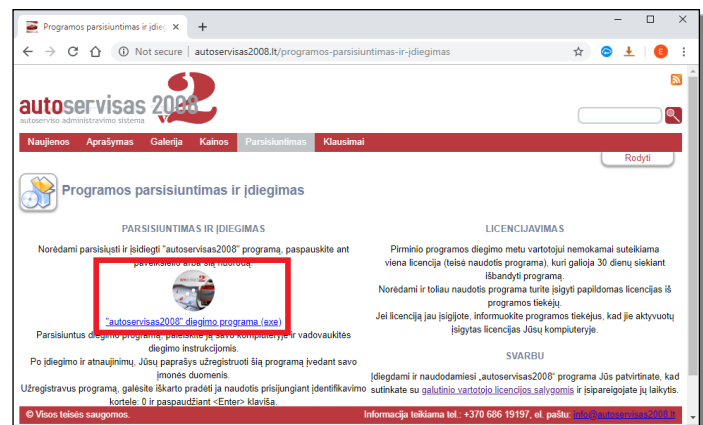 Programos parsisiuntimas ir įdieg
Not secure | autoservisas2008.lt/programos-parsisiuntimas-ir-įdiegimas
E
autoservisas 2008
autoserviso administravimo sistema
2
Naujienos Aprašymas Galerija Kainos Parsisiuntimas Klausimai
Rodyti
Programos parsisiuntimas ir įdiegimas
PARSISIUNTIMAS IR ĮDIEGIMAS
Norėdami parsisiųsti ir įsidiegti "autoservisas2008" programą, paspauskite ant
paveikslėlio arba šią nuorodą:
"autoservisas2008" diegimo programa (exe)
Parsisiuntus diegimo programą, paleiskite ją savo kompiuteryje ir vadovaukitės
diegimo instrukcijomis.
Po įdiegimo ir atnaujinimų, Jūsų paprašys užregistruoti šią programą įvedant savo
įmonės duomenis.
Užregistravus programą, galėsite iškarto pradėti ja naudotis prisijungiant įdentifikavimo
kortele: 0 ir paspaudžiant <Enter> klavišą.
LICENCIJAVIMAS
Pirminio programos diegimo metu vartotojui nemokamai suteikiama
viena licencija (teisė naudotis programa), kuri galioja 30 dienų siekiant
išbandyti programą.
Norėdami ir toliau naudotis programa turite įsigyti papildomas licencijas iš
programos tiekėjų.
Jei licenciją jau įsigijote, informuokite programos tiekėjus, kad jie aktyvuotų
įsigytas licencijas Jūsų kompiuteryje.
SVARBU
Įdiegdami ir naudodamiesi „autoservisas2008" programa Jūs patvirtinate, kad
sutinkate su galutinio vartotojo licencijos sąlygomis ir įsipareigojate jų laikytis.
© Visos teisės saugomos.
Informacija teikiama tel.: +370 686 19197, el. paštu: info@autoservisas2008.lt